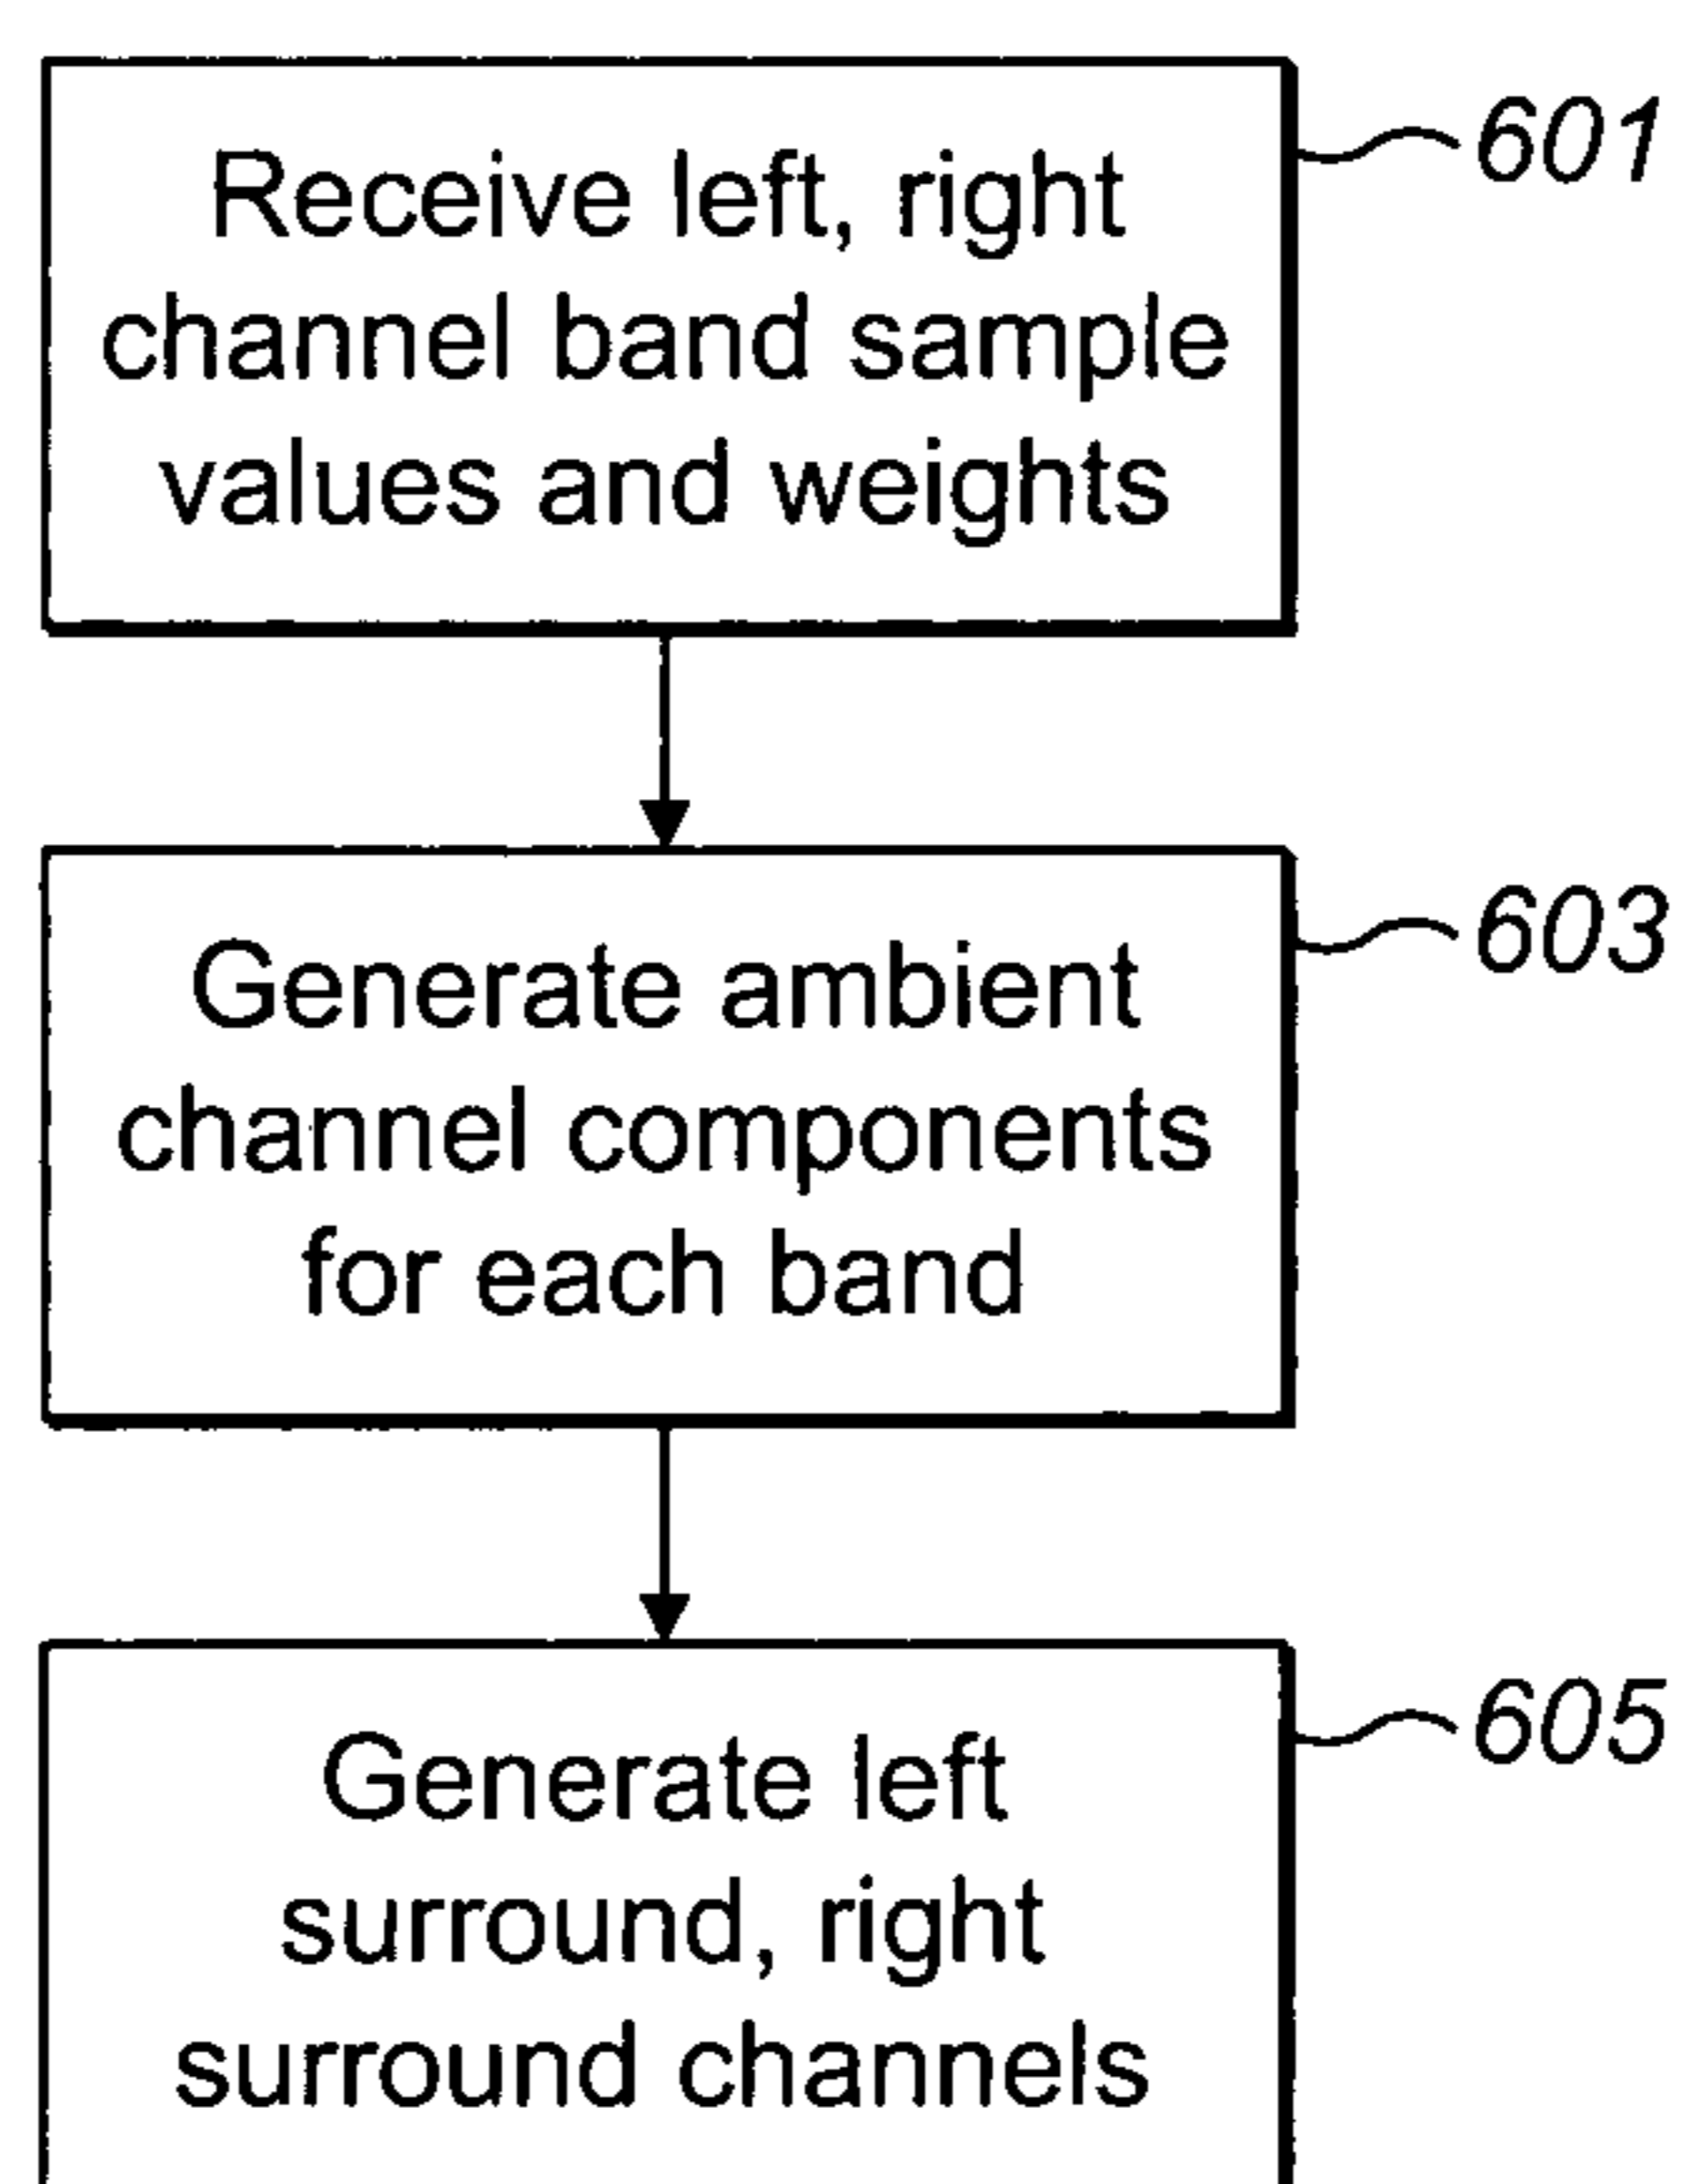 Receive left, right
channel band sample
values and weights
601
Generate ambient
channel components
for each band
603
Generate left
surround, right
surround channels
605